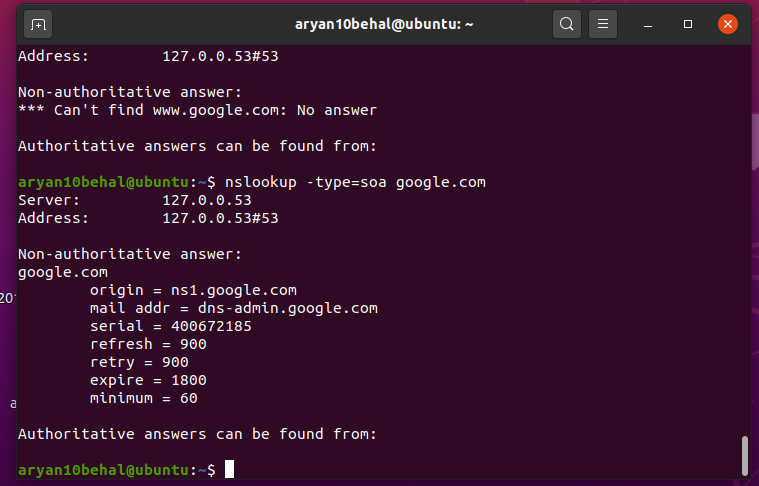 aryan10behal@ubuntu: ~
Address: 127.0.0.53#53
Non-authoritative answer:
*** Can't find www.google.com: No answer
Authoritative answers can be found from:
aryan10behal@ubuntu:~$ nslookup -type=soa google.com
Server: 127.0.0.53
Address: 127.0.0.53#53
Non-authoritative answer:
google.com
origin = ns1.google.com
mail addr = dns-admin.google.com
serial = 400672185
refresh = 900
retry = 900
expire = 1800
minimum = 60
Authoritative answers can be found from:
aryan10behal@ubuntu:~$